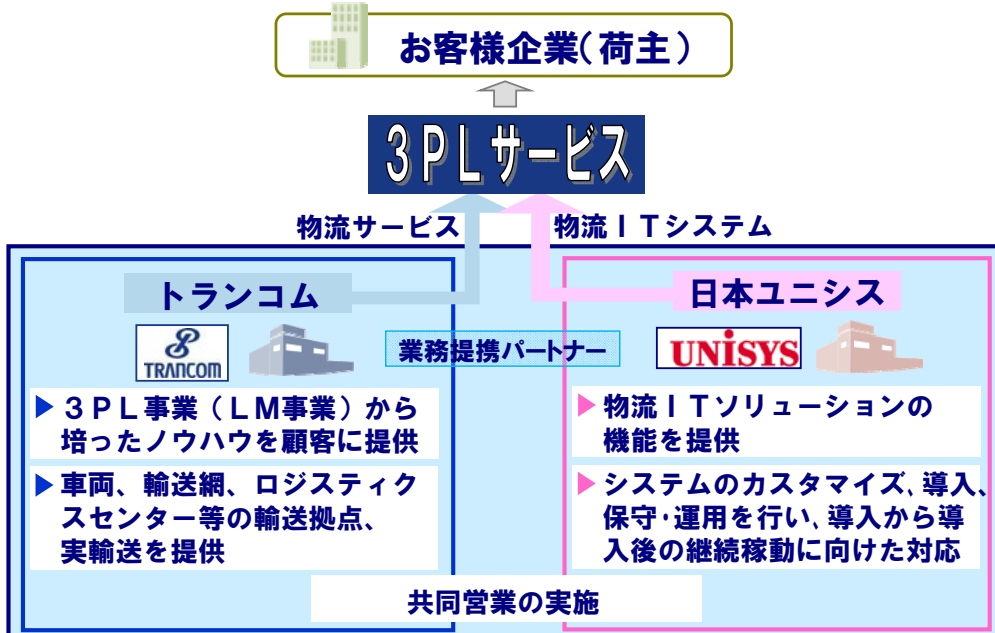 お客様企業(荷主)
3PLサービス
物流サービス
物流ITシステム
トランコム
TRANCOM
業務提携パートナー
日本ユニシス
UNiSYS
▶3PL事業(LM事業)から
培ったノウハウを顧客に提供
▶車両、輸送網、ロジスティク
スセンター等の輸送拠点、
実輸送を提供
▶物流ITソリューションの
機能を提供
▶システムのカスタマイズ、導入、
保守・運用を行い、導入から導
入後の継続稼動に向けた対応
共同営業の実施